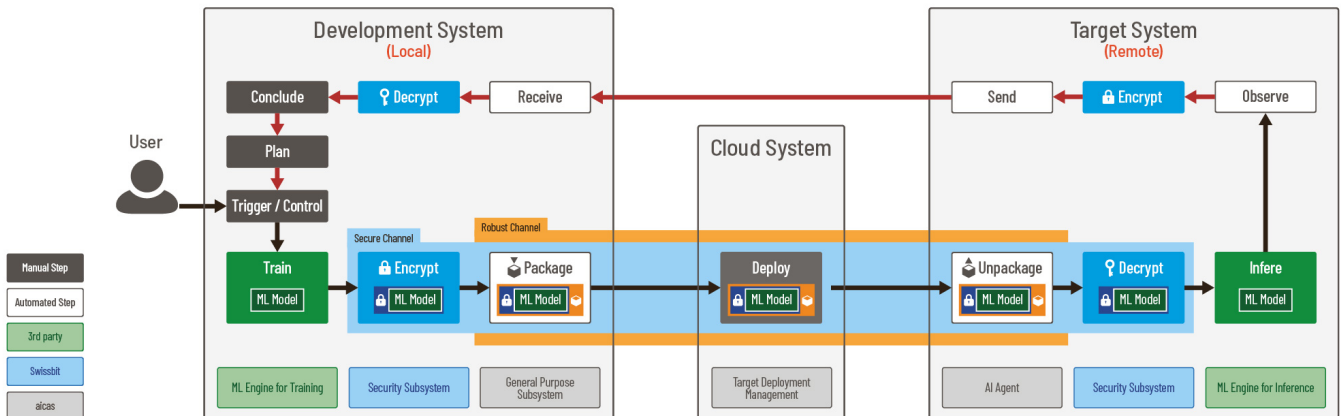 Development System
(Local)
Target System
(Remote)
Conclude
Decrypt
Receive
Send
Encrypt
Observe
User
Plan
Cloud System
Trigger / Control
Robust Channel
Secure Channel
Train
Encrypt
Package
Deploy
Unpackage
Decrypt
Infere
ML Model
ML Model
ML Model
ML Model
ML Model
ML Model
ML Model
Manual Step
Automated Step
3rd party
Swissbit
aicas
ML Engine for Training
Security Subsystem
General Purpose
Subsystem
Target Deployment
Management
AI Agent
Security Subsystem
ML Engine for Inference